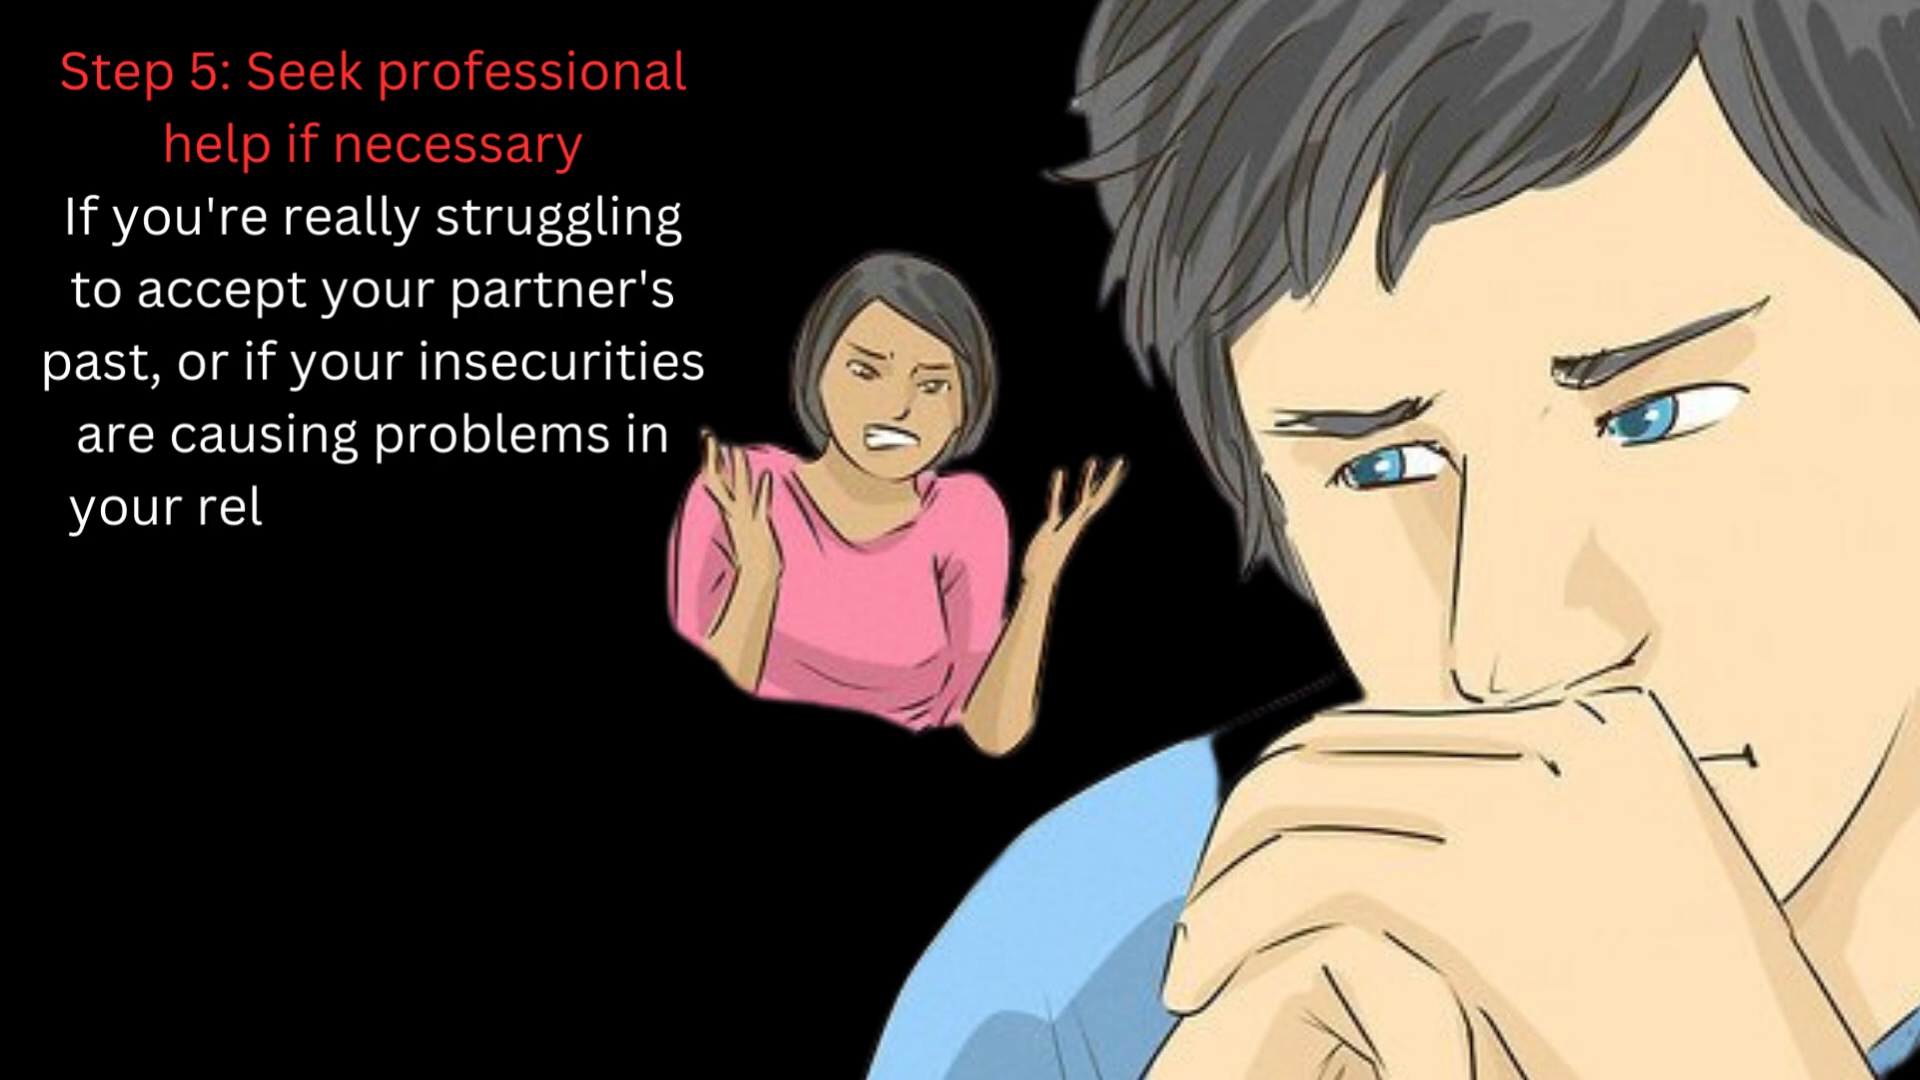 Step 5: Seek professional
help if necessary
If you're really struggling
to accept your partner's
past, or if your insecurities
are causing problems in
your rel